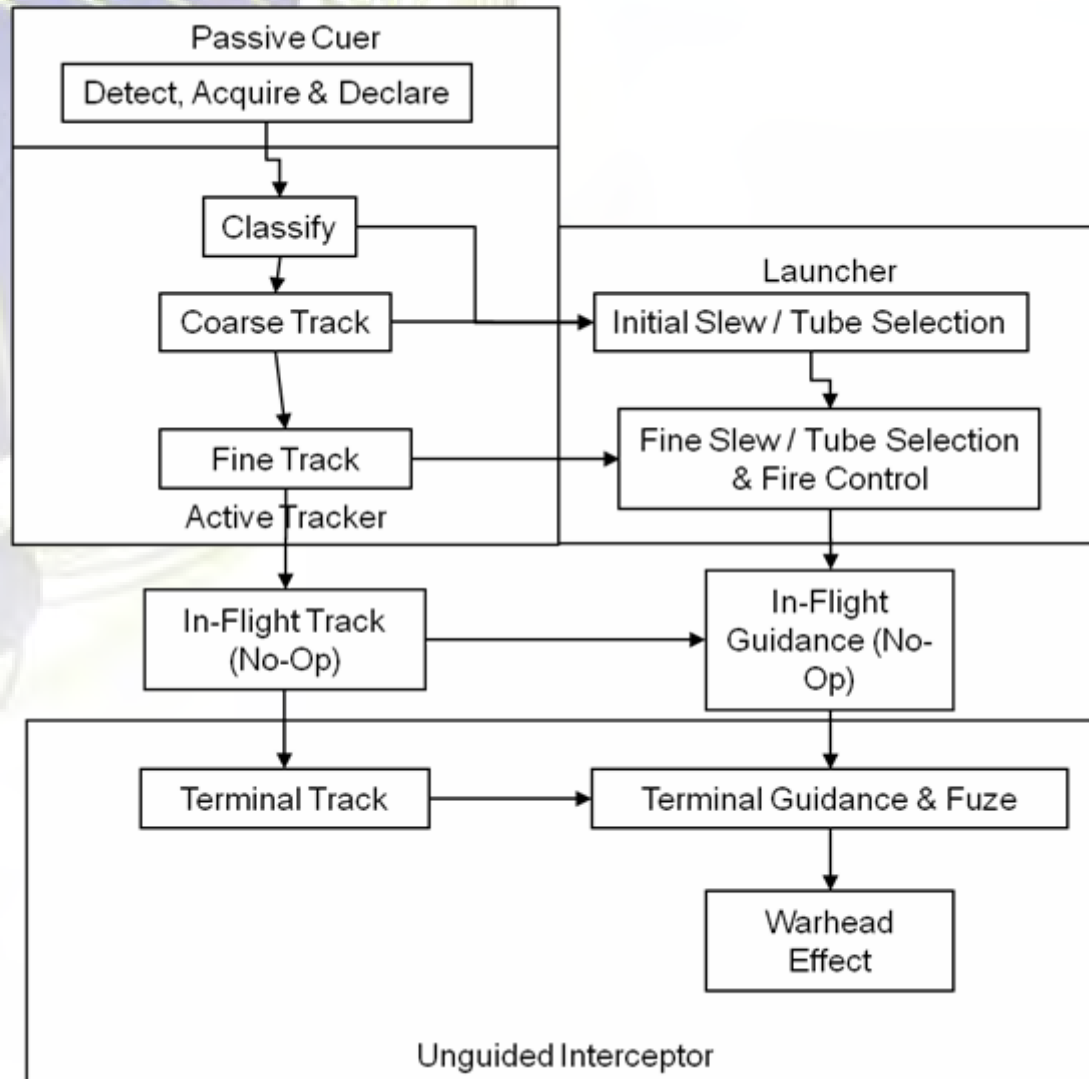 Passive Cuer
Detect, Acquire & Declare
Classify
Launcher
Coarse Track
Initial Slew / Tube Selection
Fine Track
Fine Slew / Tube Selection
& Fire Control
Active Tracker
In-Flight Track
(No-Op)
In-Flight
Guidance (No-
Op)
Terminal Track
Terminal Guidance & Fuze
Warhead
Effect
Unguided Interceptor